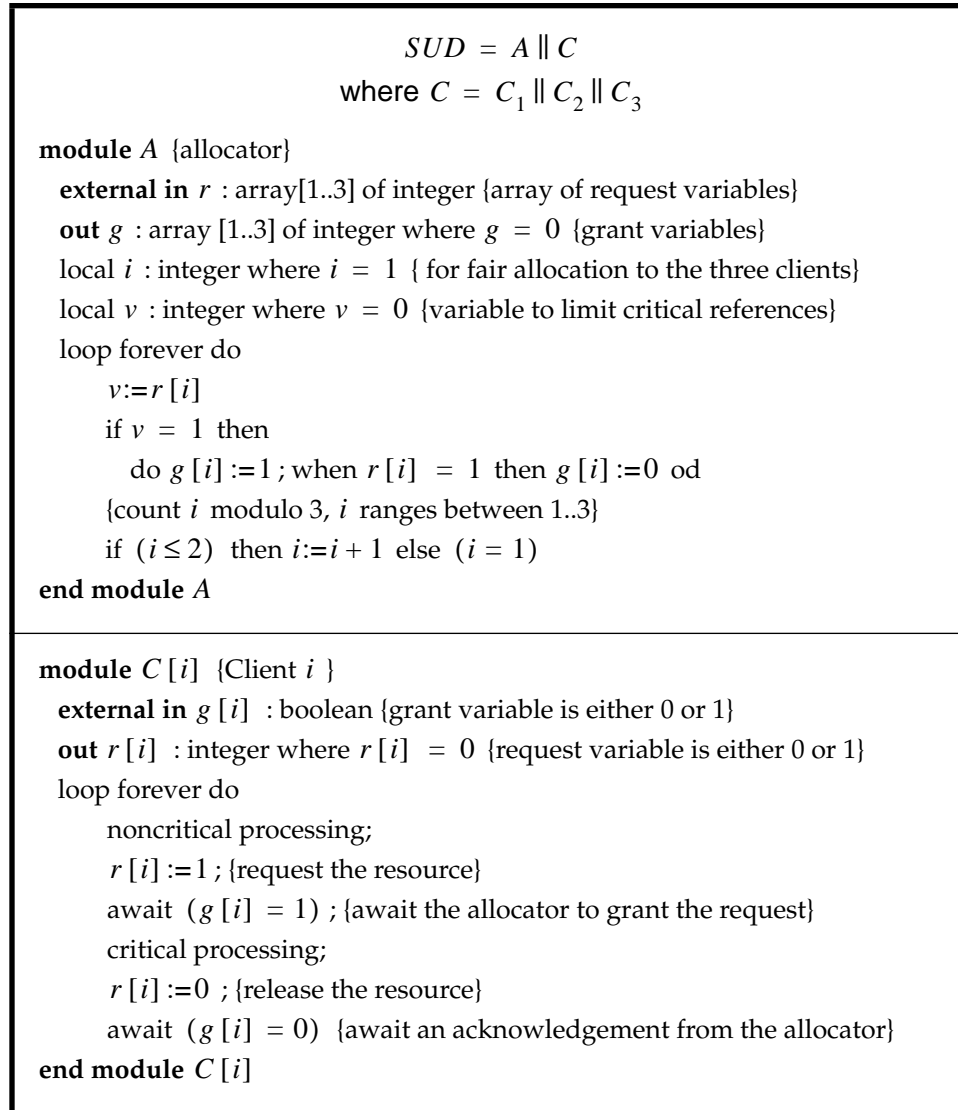 SUD = A || C
where C = C_1 || C_2 || C_3
module A {allocator}
external in r : array[1..3] of integer {array of request variables}
out g : array [1..3] of integer where g = 0 {grant variables}
local i : integer where i = 1 { for fair allocation to the three clients}
local v : integer where v = 0 {variable to limit critical references}
loop forever do
v:=r [i]
if v = 1 then
do g [i] :=1 ; when r [i] = 1 then g [i] :=0 od
{count i modulo 3, i ranges between 1..3}
if (i ≤ 2) then i:=i + 1 else (i = 1)
end module A
module C [i] {Client i }
external in g [i] : boolean {grant variable is either 0 or 1}
out r [i] : integer where r [i] = 0 {request variable is either 0 or 1}
loop forever do
noncritical processing;
r [i] :=1 ; {request the resource}
await (g [i] = 1) ; {await the allocator to grant the request}
critical processing;
r [i] :=0 ; {release the resource}
await (g [i] = 0) {await an acknowledgement from the allocator}
end module C [i]